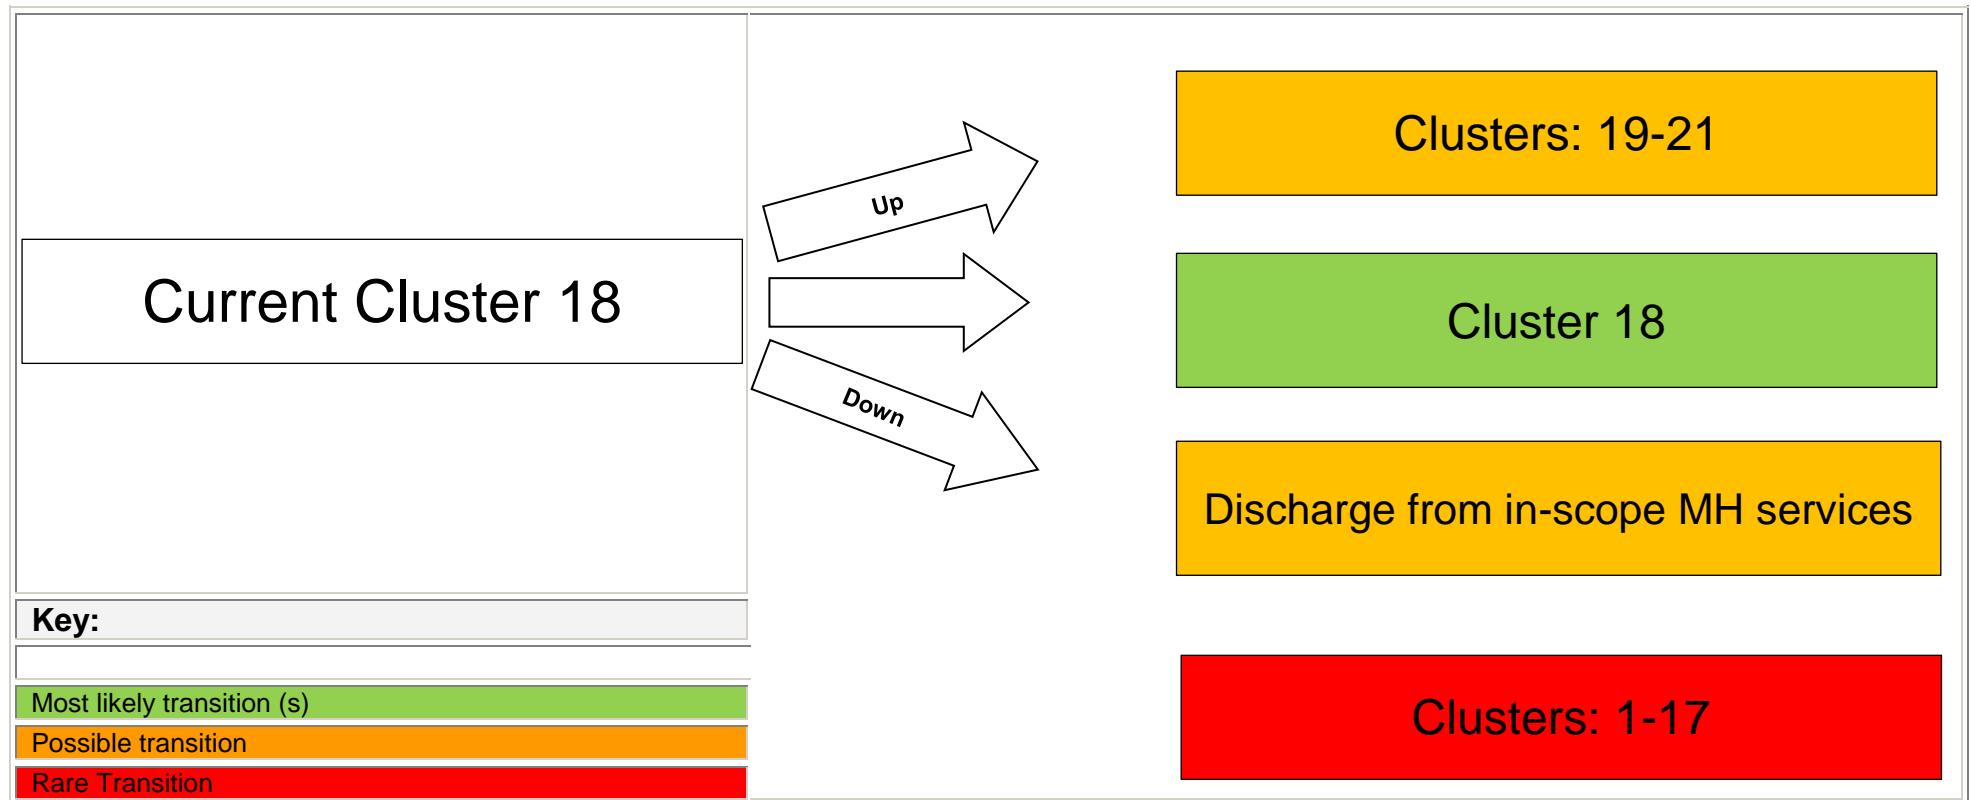 Current Cluster 18
Up
Down
Clusters: 19-21
Cluster 18
Discharge from in-scope MH services
Clusters: 1-17
Key:
Most likely transition (s)
Possible transition
Rare Transition